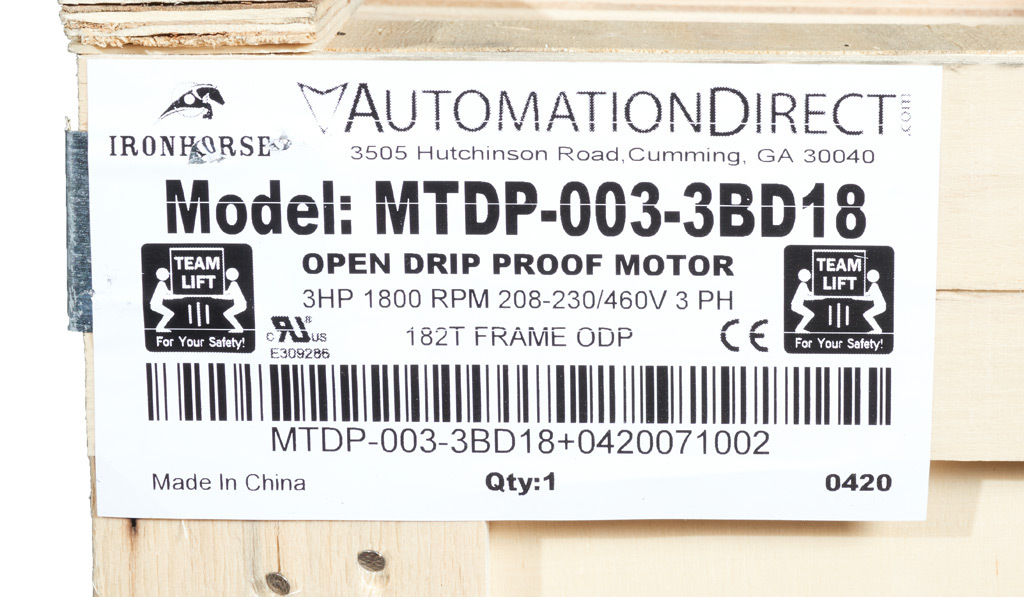 IRONHORSE
AUTOMATIONDIRECT
3505 Hutchinson Road,Cumming, GA 30040
Model: MTDP-003-3BD18
TEAM
LIFT
For Your Safety!
OPEN DRIP PROOF MOTOR
3HP 1800 RPM 208-230/460V 3 PH
182T FRAME ODP
C RU US
E309286
CE
TEAM
LIFT
For Your Safety!
MTDP-003-3BD18+0420071002
Made In China
Qty:1
0420